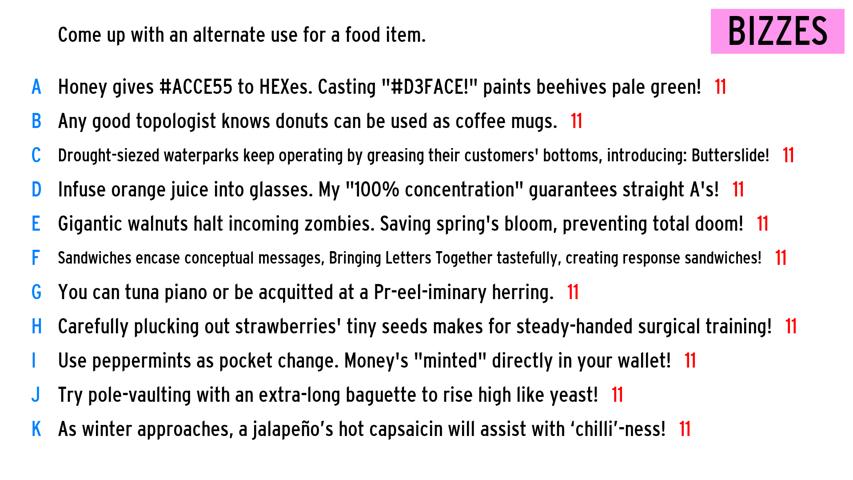 Come up with an alternate use for a food item.
BIZZES
A Honey gives #ACCE55 to HEXes. Casting "#D3FACE!" paints beehives pale green! 11
B Any good topologist knows donuts can be used as coffee mugs. 11
C Drought-siezed waterparks keep operating by greasing their customers' bottoms, introducing: Butterslide! 11
D Infuse orange juice into glasses. My "100% concentration" guarantees straight A's! 11
E Gigantic walnuts halt incoming zombies. Saving spring's bloom, preventing total doom! 11
F Sandwiches encase conceptual messages, Bringing Letters Together tastefully, creating response sandwiches! 11
G You can tuna piano or be acquitted at a Pr-eel-iminary herring. 11
H Carefully plucking out strawberries' tiny seeds makes for steady-handed surgical training! 11
I Use peppermints as pocket change. Money's "minted" directly in your wallet! 11
J Try pole-vaulting with an extra-long baguette to rise high like yeast! 11
K As winter approaches, a jalapeño’s hot capsaicin will assist with ‘chilli’-ness! 11